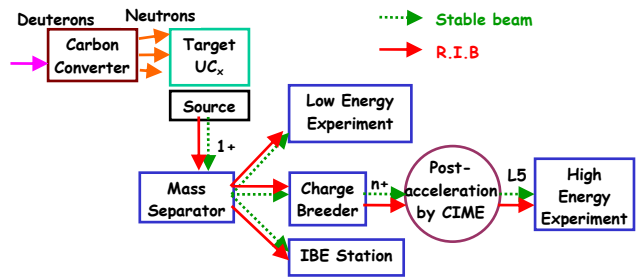 Deuterons
Neutrons
Carbon
Converter
Target
UCx
Stable beam
R.I.B
Source
1+
Low Energy
Experiment
Mass
Separator
Charge
Breeder
n+
Post-
acceleration
by CIME
L5
High
Energy
Experiment
IBE Station